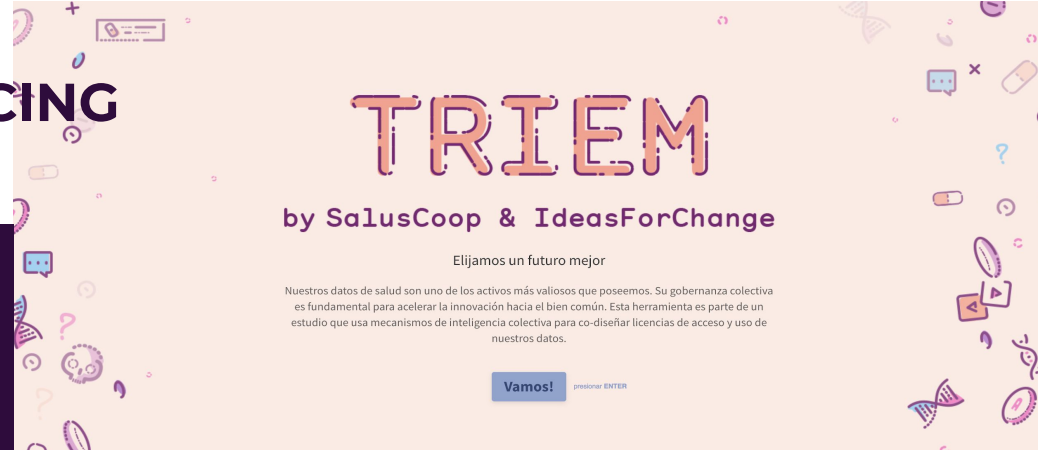 CING
TRIEM
by SalusCoop & IdeasForChange
Elijamos un futuro mejor
Nuestros datos de salud son uno de los activos más valiosos que poseemos. Su gobernanza colectiva
es fundamental para acelerar la innovación hacia el bien común. Esta herramienta es parte de un
estudio que usa mecanismos de inteligencia colectiva para co-diseñar licencias de acceso y uso de
nuestros datos.
Vamos! presionar ENTER